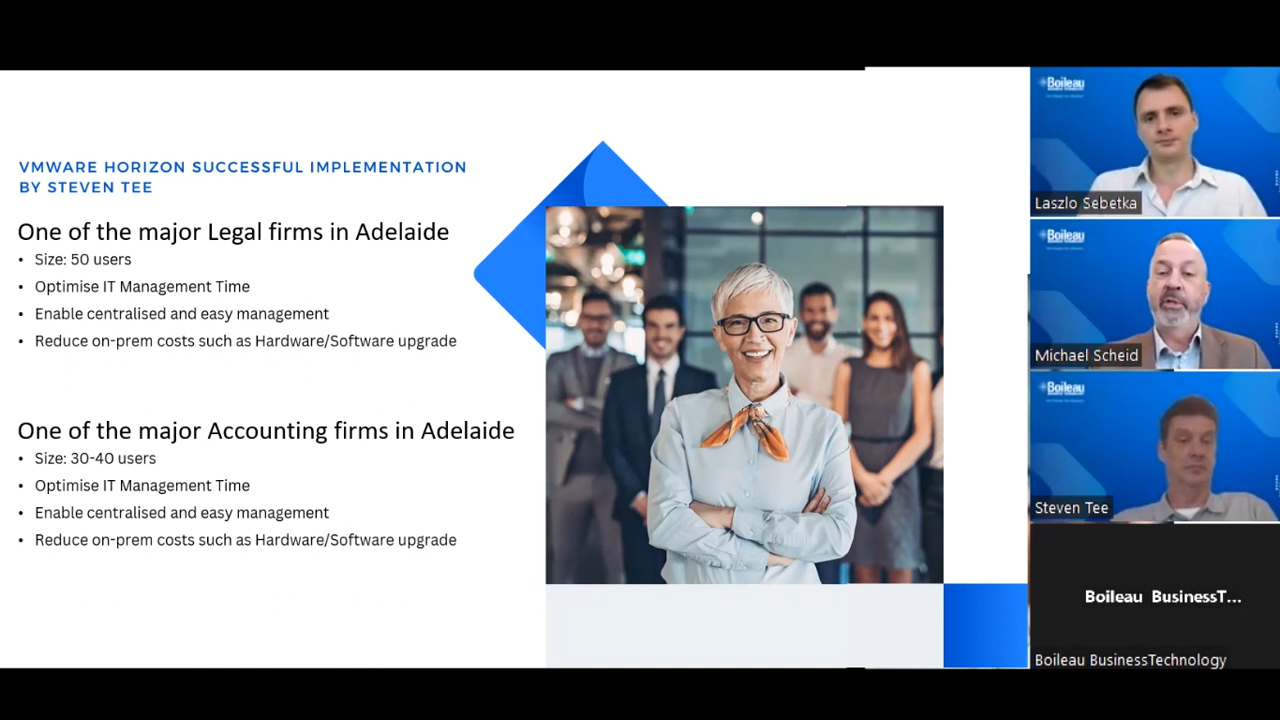 VMWARE HORIZON SUCCESSFUL IMPLEMENTATION
BY STEVEN TEE
One of the major Legal firms in Adelaide
• Size: 50 users
• Optimise IT Management Time
• Enable centralised and easy management
• Reduce on-prem costs such as Hardware/Software upgrade
One of the major Accounting firms in Adelaide
• Size: 30-40 users
• Optimise IT Management Time
• Enable centralised and easy management
• Reduce on-prem costs such as Hardware/Software upgrade
Boileau
Laszlo Sebetka
Boileau
Michael Scheid
Boileau
Steven Tee
Boileau BusinessT...
Boileau BusinessTechnology